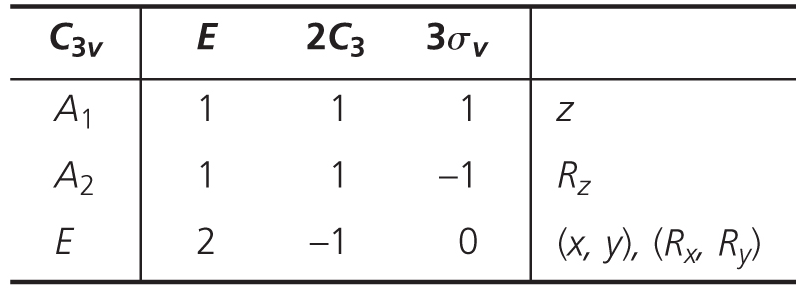 C3v E 2C3 3σv
A1 1 1 1 z
A2 1 1 –1 Rz
E 2 –1 0 (x, y), (Rx, Ry)